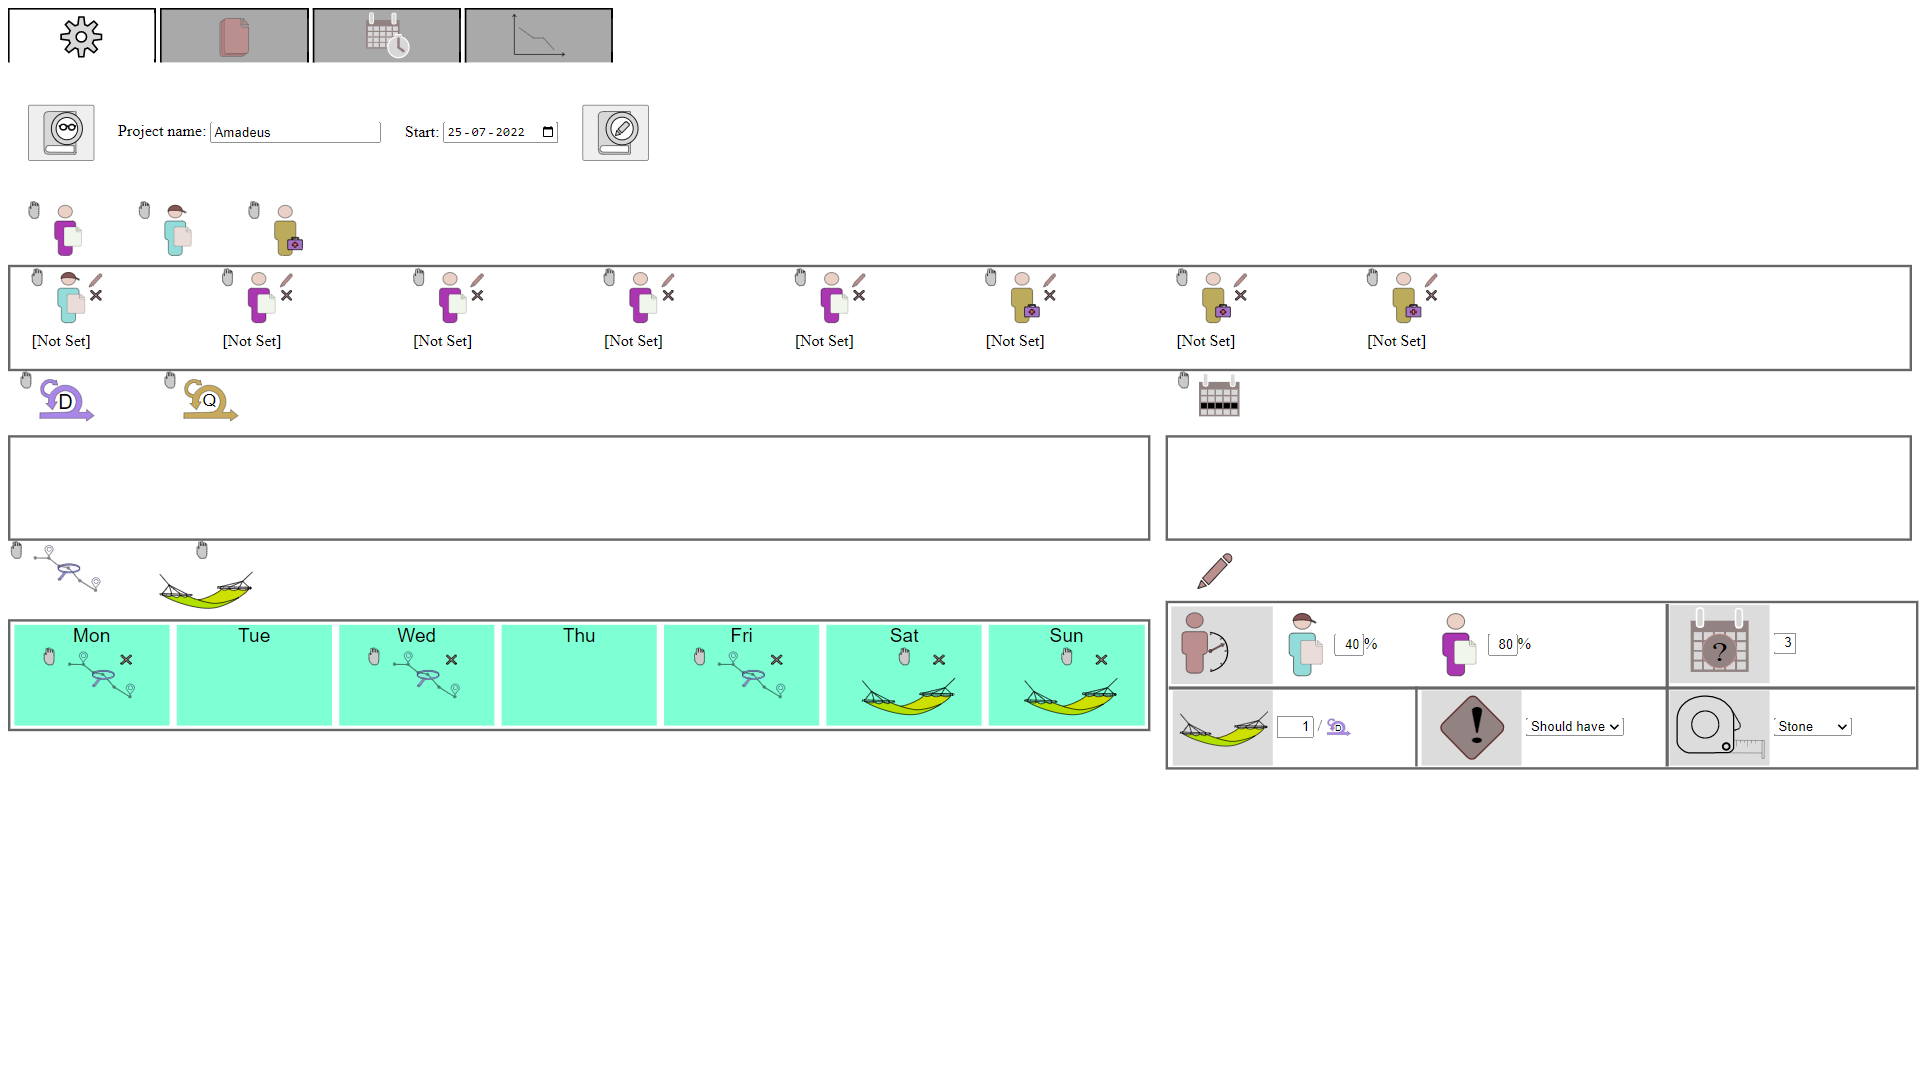 Project name: Amadeus Start: 25-07-2022
[Not Set] [Not Set] [Not Set] [Not Set] [Not Set] [Not Set] [Not Set] [Not Set]
D Q
Mon Tue Wed Thu Fri Sat Sun
40% 80% ? 3
1 / D ! Should have Stone